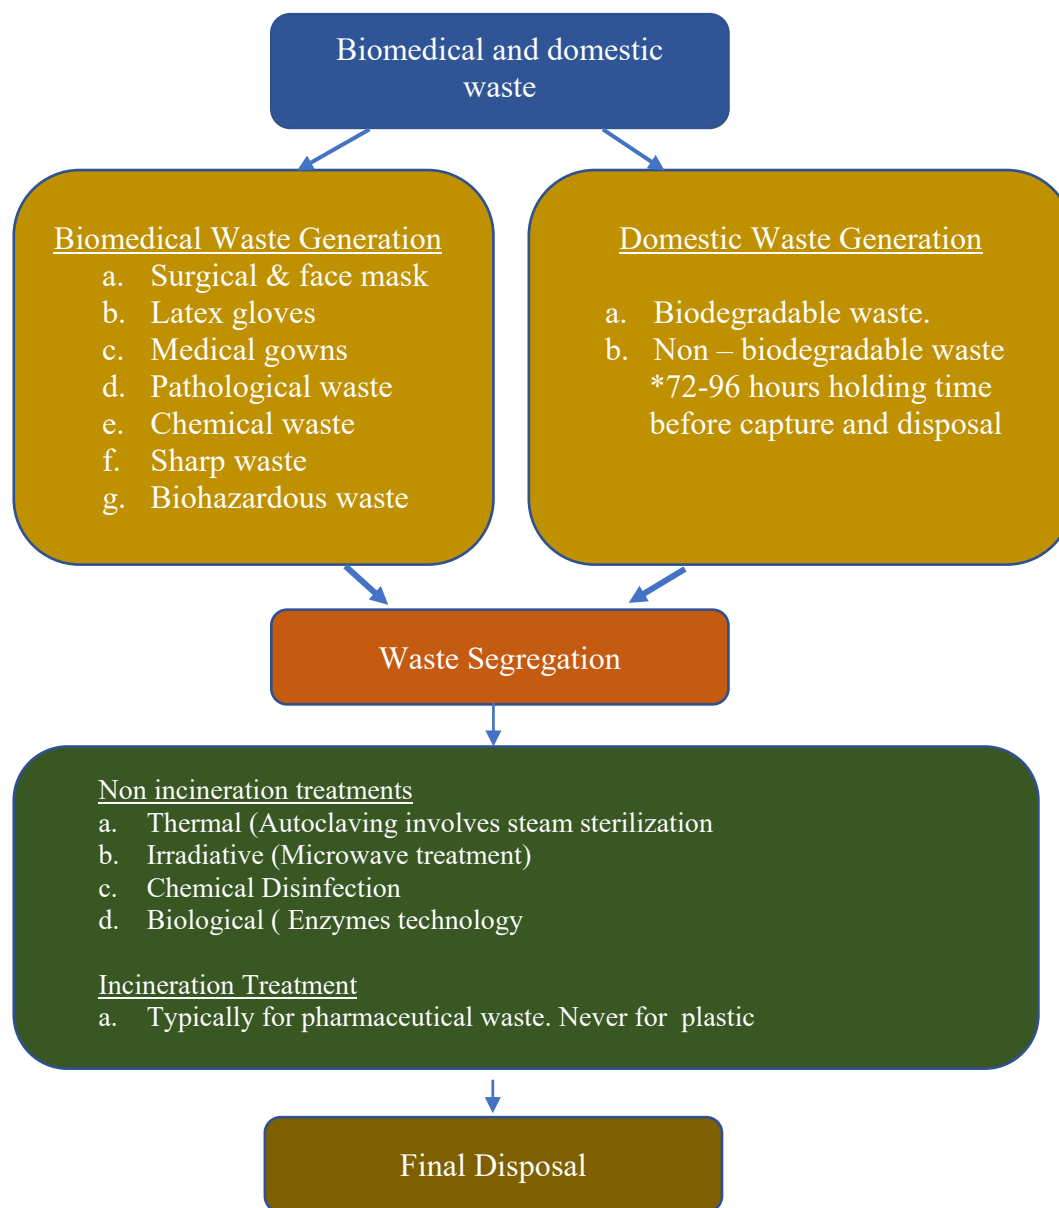 Biomedical and domestic
waste
Biomedical Waste Generation
a. Surgical & face mask
b. Latex gloves
c. Medical gowns
d. Pathological waste
e. Chemical waste
f. Sharp waste
g. Biohazardous waste
Domestic Waste Generation
a. Biodegradable waste.
b. Non – biodegradable waste
*72-96 hours holding time
before capture and disposal
Waste Segregation
Non incineration treatments
a. Thermal (Autoclaving involves steam sterilization
b. Irradiative (Microwave treatment)
c. Chemical Disinfection
d. Biological ( Enzymes technology
Incineration Treatment
a. Typically for pharmaceutical waste. Never for plastic
Final Disposal